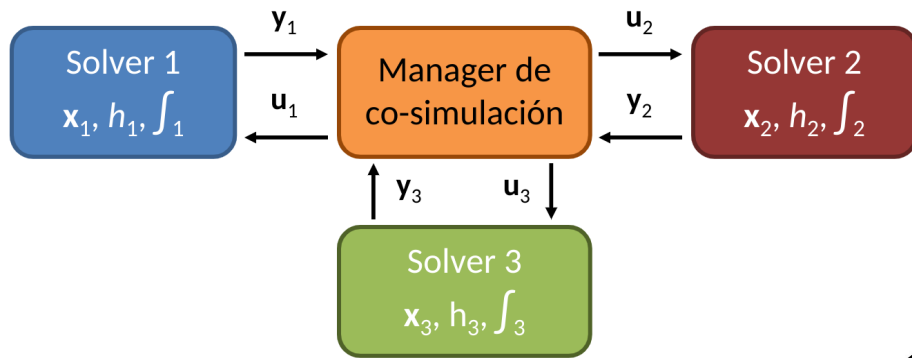 y₁
u₂
Solver 1
x₁, h₁, ∫₁
Manager de
co-simulación
Solver 2
x₂, h₂, ∫₂
u₁
y₂
y₃
u₃
Solver 3
x₃, h₃, ∫₃